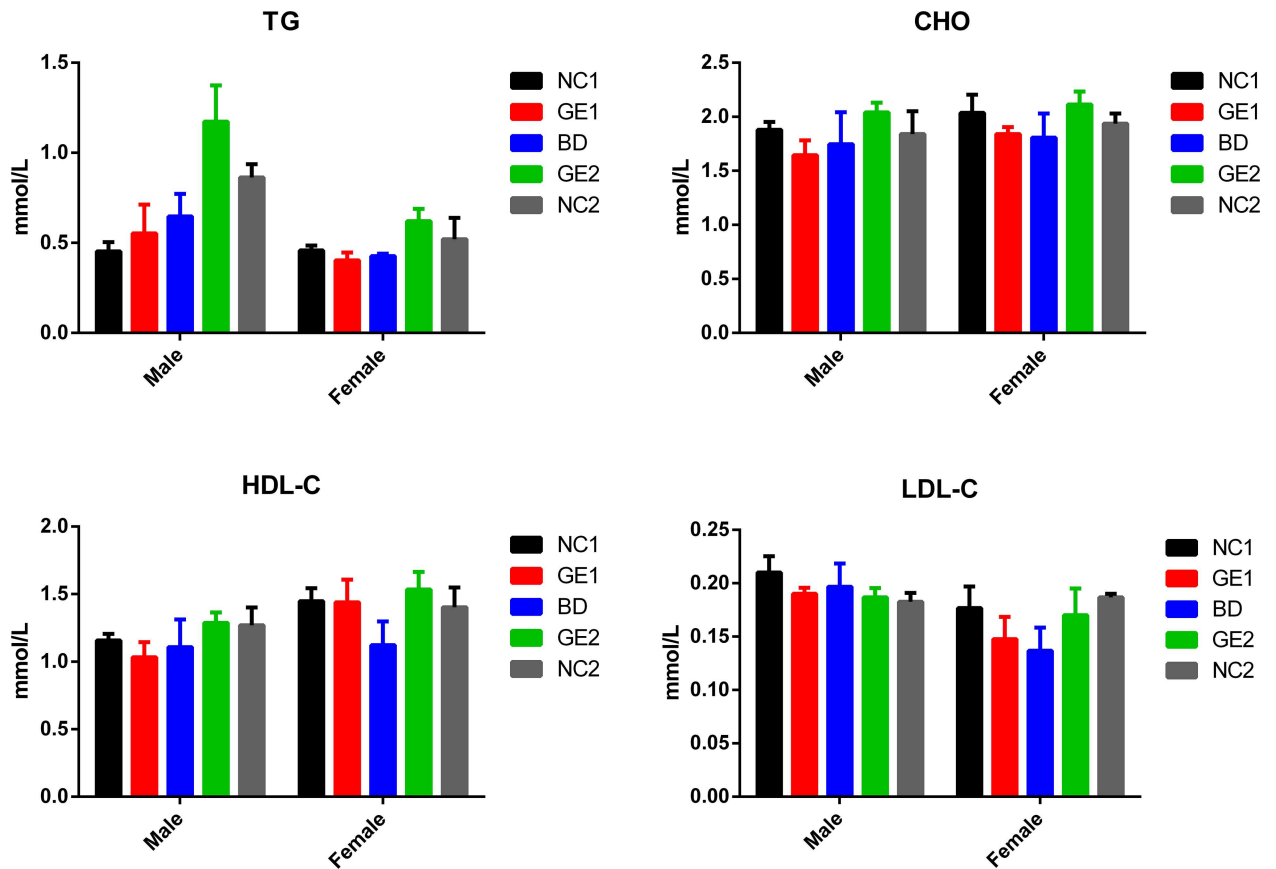 TG
mmol/L
1.5
1.0
0.5
0.0
Male
Female
NC1
GE1
BD
GE2
NC2
CHO
mmol/L
2.5
2.0
1.5
1.0
0.5
0.0
Male
Female
NC1
GE1
BD
GE2
NC2
HDL-C
mmol/L
2.0
1.5
1.0
0.5
0.0
Male
Female
NC1
GE1
BD
GE2
NC2
LDL-C
mmol/L
0.25
0.20
0.15
0.10
0.05
0.00
Male
Female
NC1
GE1
BD
GE2
NC2